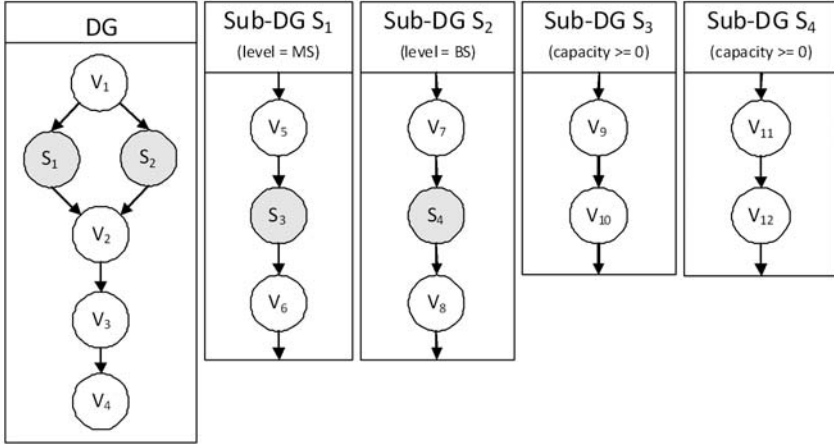 DG
V₁
S₁
S₂
V₂
V₃
V₄
Sub-DG S₁
(level = MS)
V₅
S₃
V₆
Sub-DG S₂
(level = BS)
V₇
S₄
V₈
Sub-DG S₃
(capacity >= 0)
V₉
V₁₀
Sub-DG S₄
(capacity >= 0)
V₁₁
V₁₂